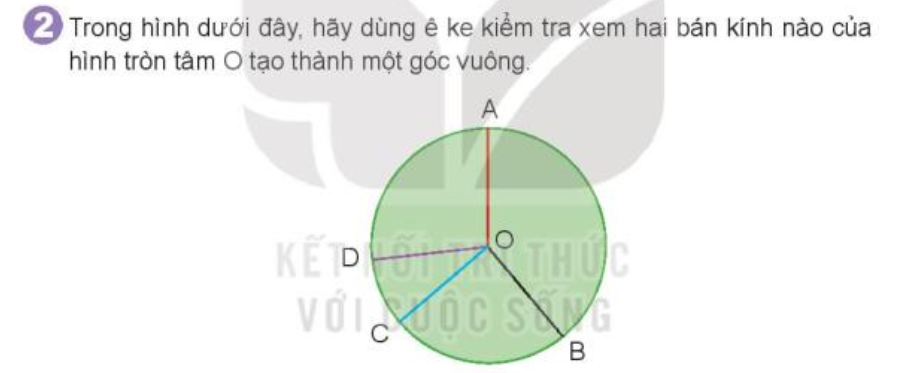 2 Trong hình dưới đây, hãy dùng ê ke kiểm tra xem hai bán kính nào của
hình tròn tâm O tạo thành một góc vuông.
A
O
D
KẾT NỐI TRI THỨC
VỚI CUỘC SỐNG
C
B